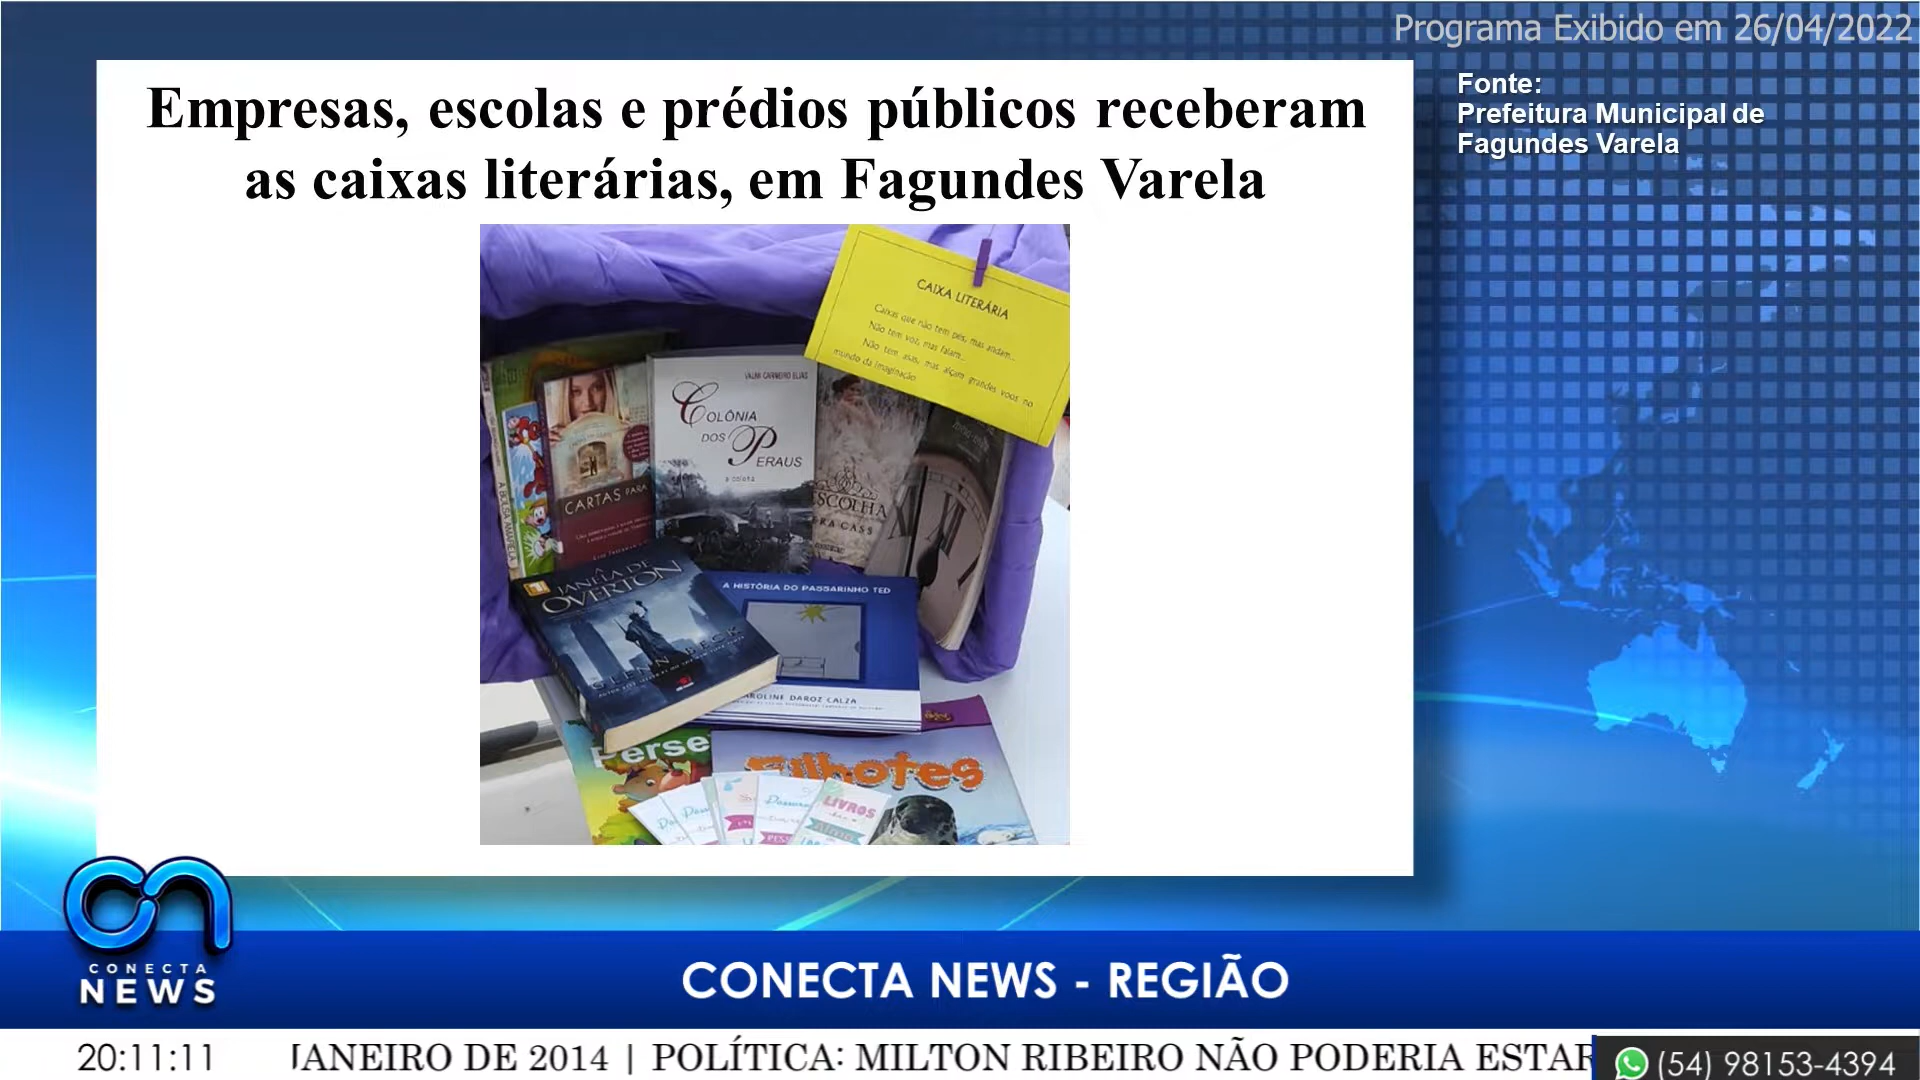 Programa Exibido em 26/04/2022
Empresas, escolas e prédios públicos receberam
as caixas literárias, em Fagundes Varela
Fonte:
Prefeitura Municipal de
Fagundes Varela
CAIXA LITERÁRIA
Caixas que não tem pés, mas andam...
Não tem voz, mas falam...
Não tem asas, mas alçam grandes voos no
mundo da imaginação
VALMI CARNEIRO ELIAS
COLÔNIA
DOS
PERAUS
CARTAS PARA
ESCOLHA
CASS
A
JANELA DE
OVERTON
GLENN BECK
A HISTÓRIA DO PASSARINHO TED
AROLINE DAROZ CALZA
Perse
Filhotes
LIVROS
CONECTA
NEWS
CONECTA NEWS - REGIÃO
20:11:11
JANEIRO DE 2014 | POLÍTICA: MILTON RIBEIRO NÃO PODERIA ESTAR
(54) 98153-4394